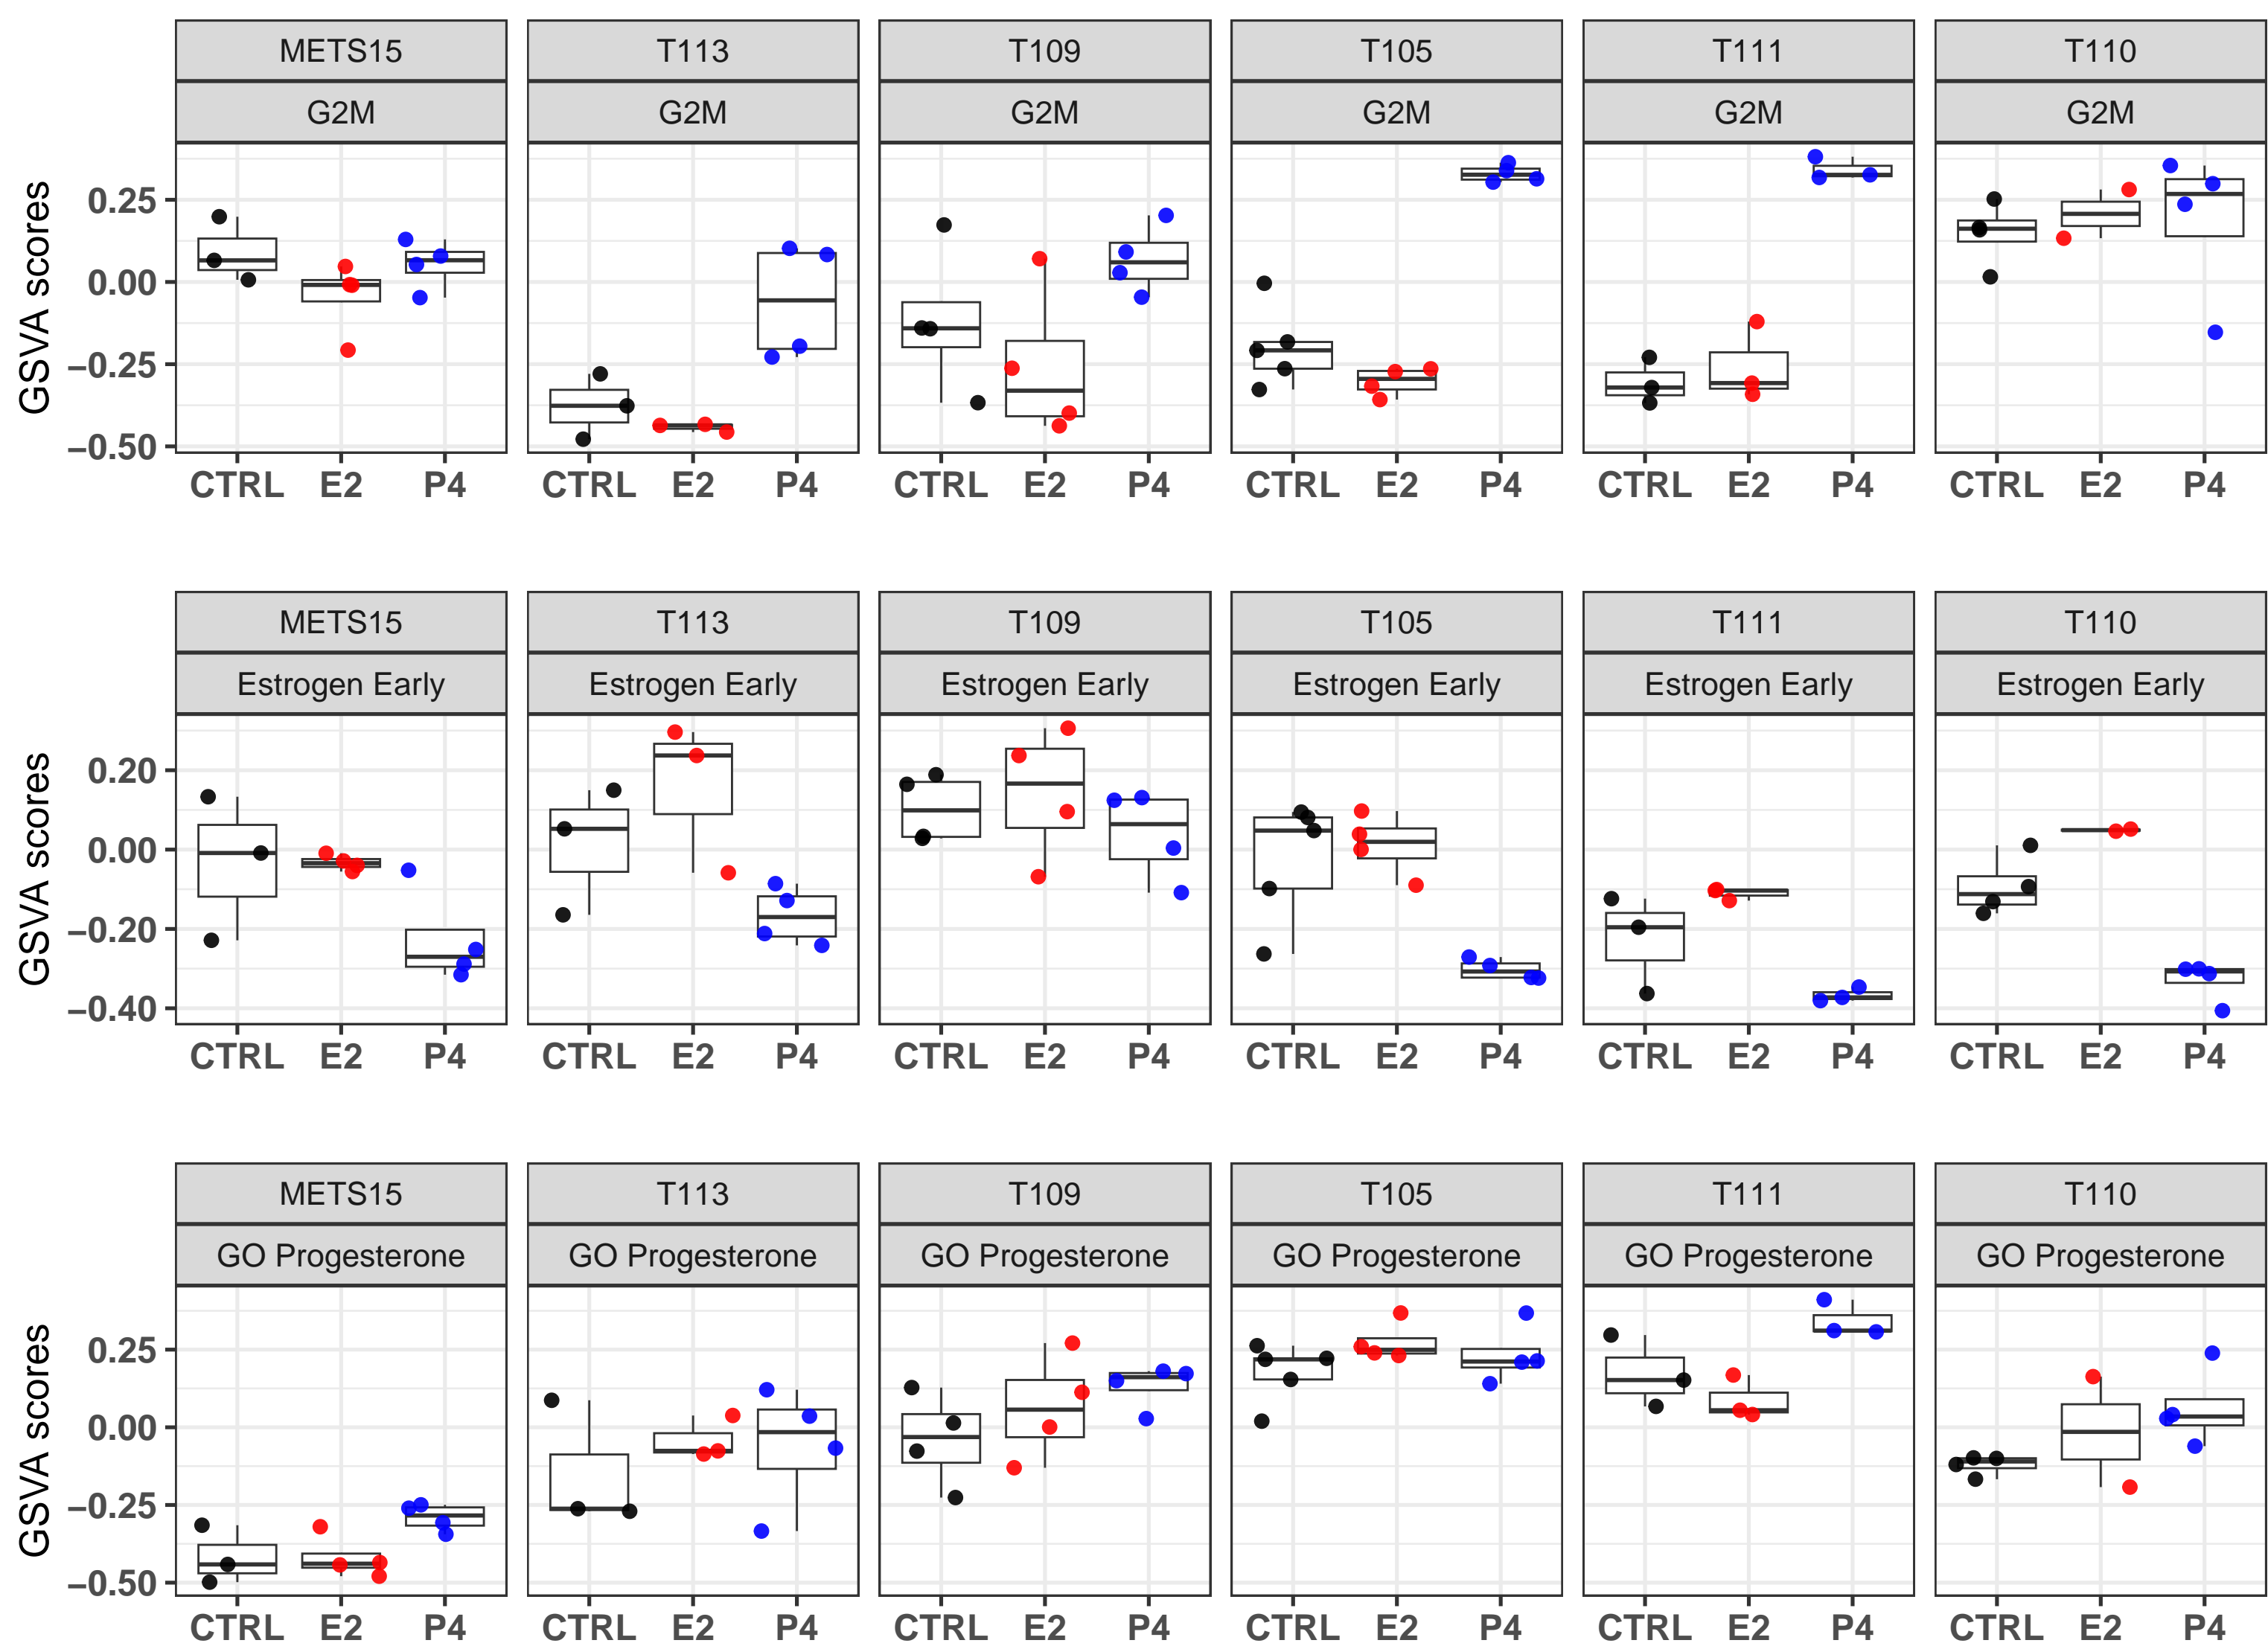 METS15 T113 T109 T105 T111 T110
G2M G2M G2M G2M G2M G2M
GSVA scores
0.25
0.00
−0.25
−0.50
CTRL E2 P4 CTRL E2 P4 CTRL E2 P4 CTRL E2 P4 CTRL E2 P4 CTRL E2 P4
METS15 T113 T109 T105 T111 T110
Estrogen Early Estrogen Early Estrogen Early Estrogen Early Estrogen Early Estrogen Early
GSVA scores
0.20
0.00
−0.20
−0.40
CTRL E2 P4 CTRL E2 P4 CTRL E2 P4 CTRL E2 P4 CTRL E2 P4 CTRL E2 P4
METS15 T113 T109 T105 T111 T110
GO Progesterone GO Progesterone GO Progesterone GO Progesterone GO Progesterone GO Progesterone
GSVA scores
0.25
0.00
−0.25
−0.50
CTRL E2 P4 CTRL E2 P4 CTRL E2 P4 CTRL E2 P4 CTRL E2 P4 CTRL E2 P4